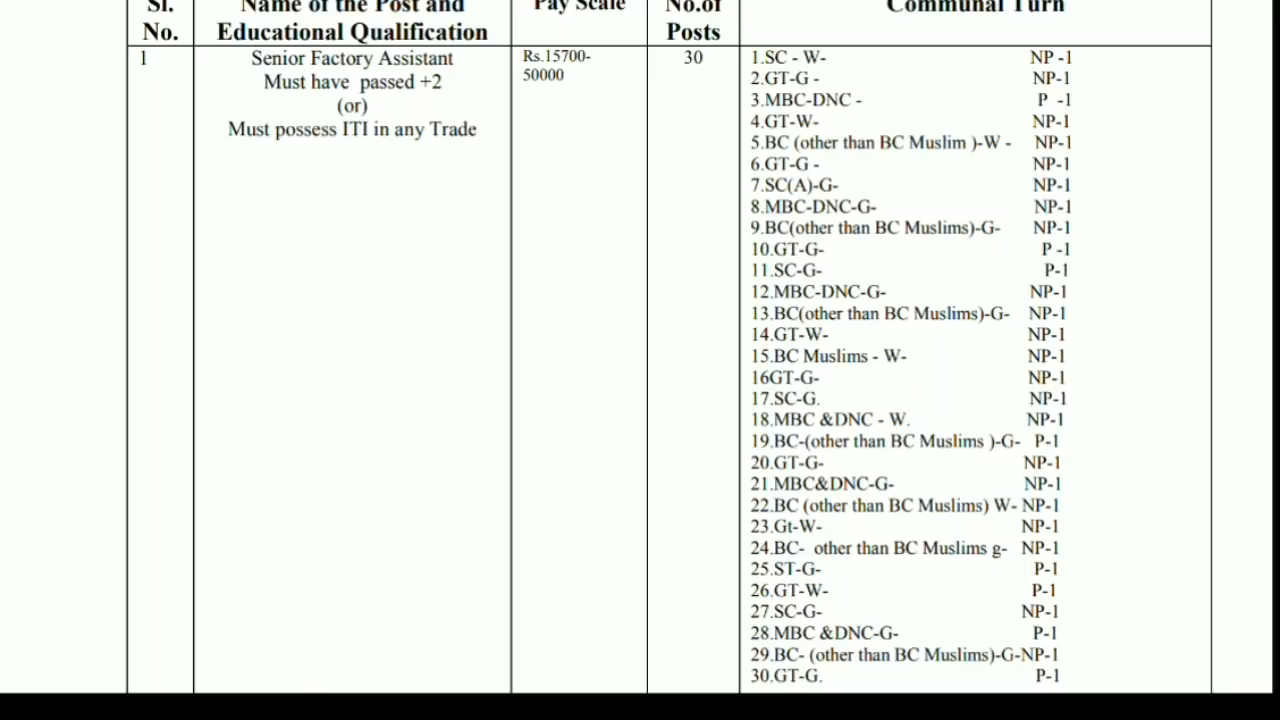 Sl.
No.
Name of the Post and
Educational Qualification
Pay Scale
No.of
Posts
Communal Turn
1
Senior Factory Assistant
Must have passed +2
(or)
Must possess ITI in any Trade
Rs.15700-
50000
30
1.SC - W- NP -1
2.GT-G - NP-1
3.MBC-DNC - P -1
4.GT-W- NP-1
5.BC (other than BC Muslim )-W - NP-1
6.GT-G - NP-1
7.SC(A)-G- NP-1
8.MBC-DNC-G- NP-1
9.BC(other than BC Muslims)-G- NP-1
10.GT-G- P -1
11.SC-G- P-1
12.MBC-DNC-G- NP-1
13.BC(other than BC Muslims)-G- NP-1
14.GT-W- NP-1
15.BC Muslims - W- NP-1
16GT-G- NP-1
17.SC-G. NP-1
18.MBC &DNC - W. NP-1
19.BC-(other than BC Muslims )-G- P-1
20.GT-G- NP-1
21.MBC&DNC-G- NP-1
22.BC (other than BC Muslims) W- NP-1
23.Gt-W- NP-1
24.BC- other than BC Muslims g- NP-1
25.ST-G- P-1
26.GT-W- P-1
27.SC-G- NP-1
28.MBC &DNC-G- P-1
29.BC- (other than BC Muslims)-G-NP-1
30.GT-G. P-1